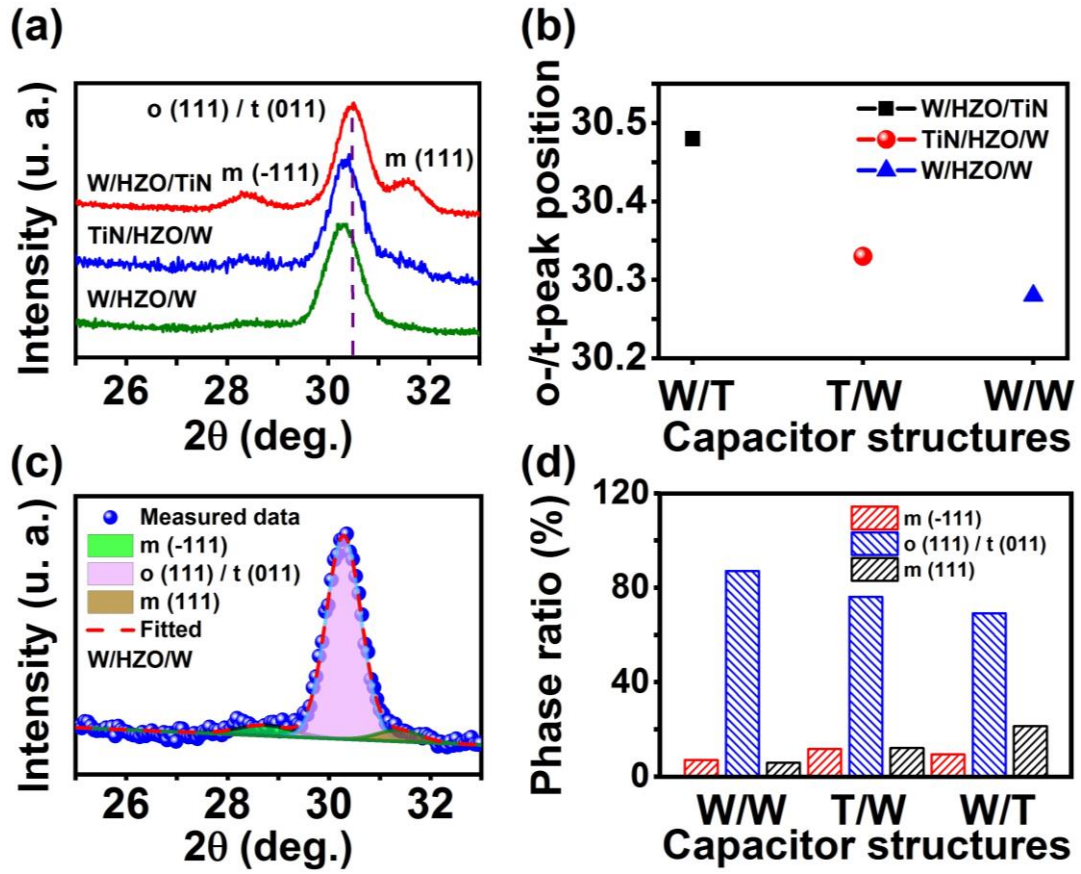 (a)
Intensity (u. a.)
o (111) / t (011)
m (-111)
m (111)
W/HZO/TiN
TiN/HZO/W
W/HZO/W
26 28 30 32
2θ (deg.)
(b)
o-/t-peak position
30.5
30.4
30.3
30.2
W/HZO/TiN
TiN/HZO/W
W/HZO/W
W/T T/W W/W
Capacitor structures
(c)
Intensity (u. a.)
Measured data
m (-111)
o (111) / t (011)
m (111)
Fitted
W/HZO/W
26 28 30 32
2θ (deg.)
(d)
Phase ratio (%)
120
80
40
0
m (-111)
o (111) / t (011)
m (111)
W/W T/W W/T
Capacitor structures